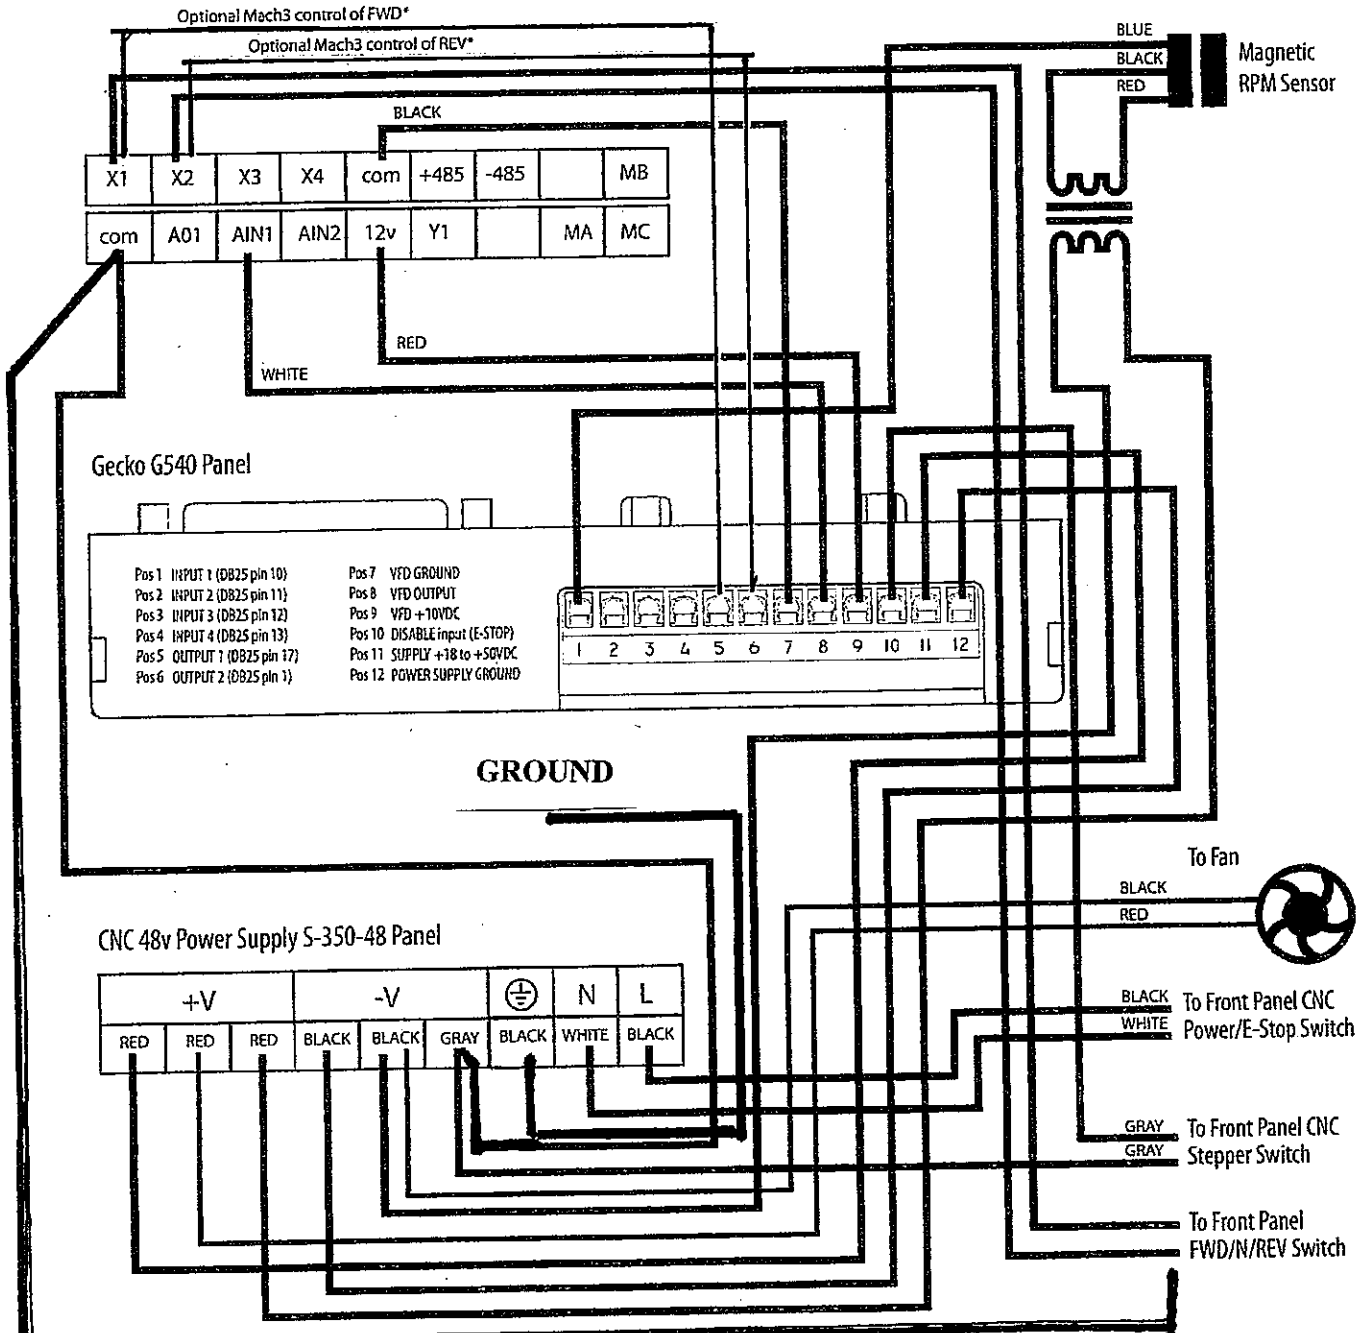 Optional Mach3 control of FWD*
Optional Mach3 control of REV*
BLUE
BLACK
RED
Magnetic
RPM Sensor
BLACK
X1 X2 X3 X4 com +485 -485 MB
com A01 AIN1 AIN2 12v Y1 MA MC
RED
WHITE
Gecko G540 Panel
Pos 1 INPUT 1 (DB25 pin 10)
Pos 2 INPUT 2 (DB25 pin 11)
Pos 3 INPUT 3 (DB25 pin 12)
Pos 4 INPUT 4 (DB25 pin 13)
Pos 5 OUTPUT 1 (DB25 pin 17)
Pos 6 OUTPUT 2 (DB25 pin 1)
Pos 7 VFD GROUND
Pos 8 VFD OUTPUT
Pos 9 VFD +10VDC
Pos 10 DISABLE input (E-STOP)
Pos 11 SUPPLY +18 to +50VDC
Pos 12 POWER SUPPLY GROUND
1 2 3 4 5 6 7 8 9 10 11 12
GROUND
To Fan
BLACK
RED
CNC 48v Power Supply S-350-48 Panel
+V -V N L
RED RED RED BLACK BLACK GRAY BLACK WHITE BLACK
BLACK
WHITE
To Front Panel CNC
Power/E-Stop Switch
GRAY
GRAY
To Front Panel CNC
Stepper Switch
To Front Panel
FWD/N/REV Switch